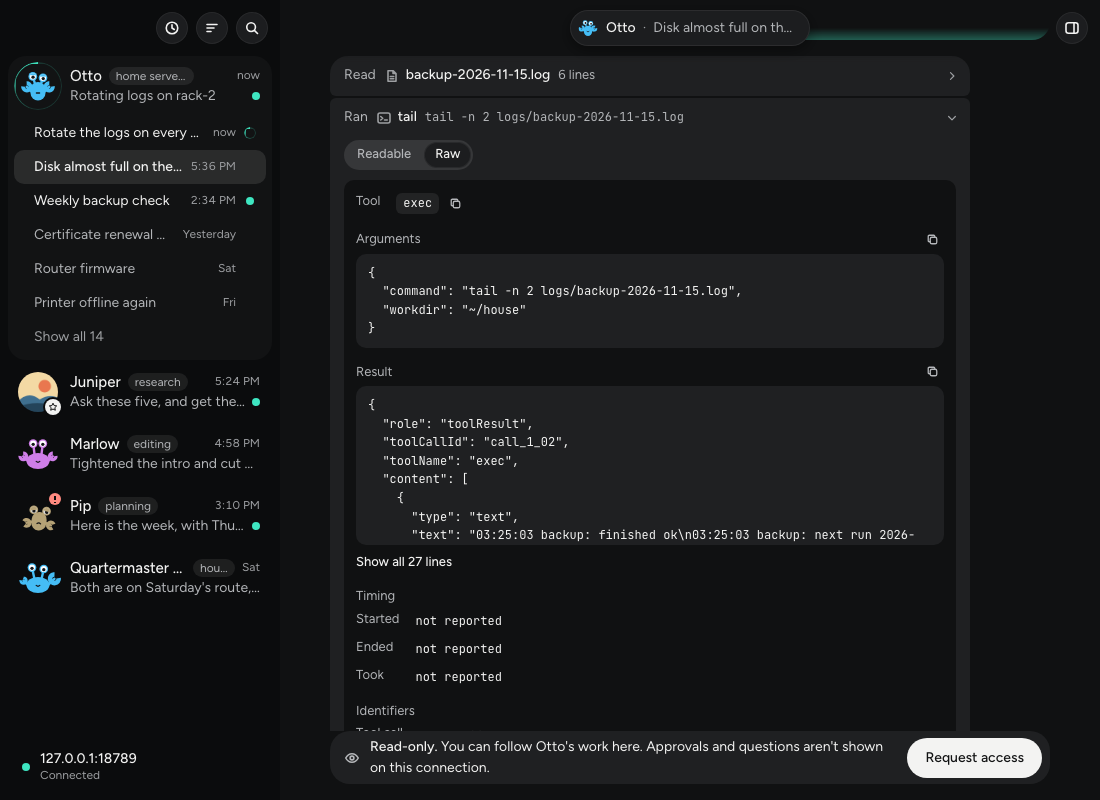 Otto · Disk almost full on th...
Otto home serve... now
Rotating logs on rack-2
Rotate the logs on every ... now
Disk almost full on the... 5:36 PM
Weekly backup check 2:34 PM
Certificate renewal ... Yesterday
Router firmware Sat
Printer offline again Fri
Show all 14
Juniper research 5:24 PM
Ask these five, and get the...
Marlow editing 4:58 PM
Tightened the intro and cut ...
Pip planning 3:10 PM
Here is the week, with Thu...
Quartermaster ... hou... Sat
Both are on Saturday's route,...
127.0.0.1:18789
Connected
Read backup-2026-11-15.log 6 lines
Ran tail tail -n 2 logs/backup-2026-11-15.log
Readable Raw
Tool exec
Arguments
{
"command": "tail -n 2 logs/backup-2026-11-15.log",
"workdir": "~/house"
}
Result
{
"role": "toolResult",
"toolCallId": "call_1_02",
"toolName": "exec",
"content": [
{
"type": "text",
"text": "03:25:03 backup: finished ok\n03:25:03 backup: next run 2026-
Show all 27 lines
Timing
Started not reported
Ended not reported
Took not reported
Identifiers
Read-only. You can follow Otto's work here. Approvals and questions aren't shown
on this connection.
Request access